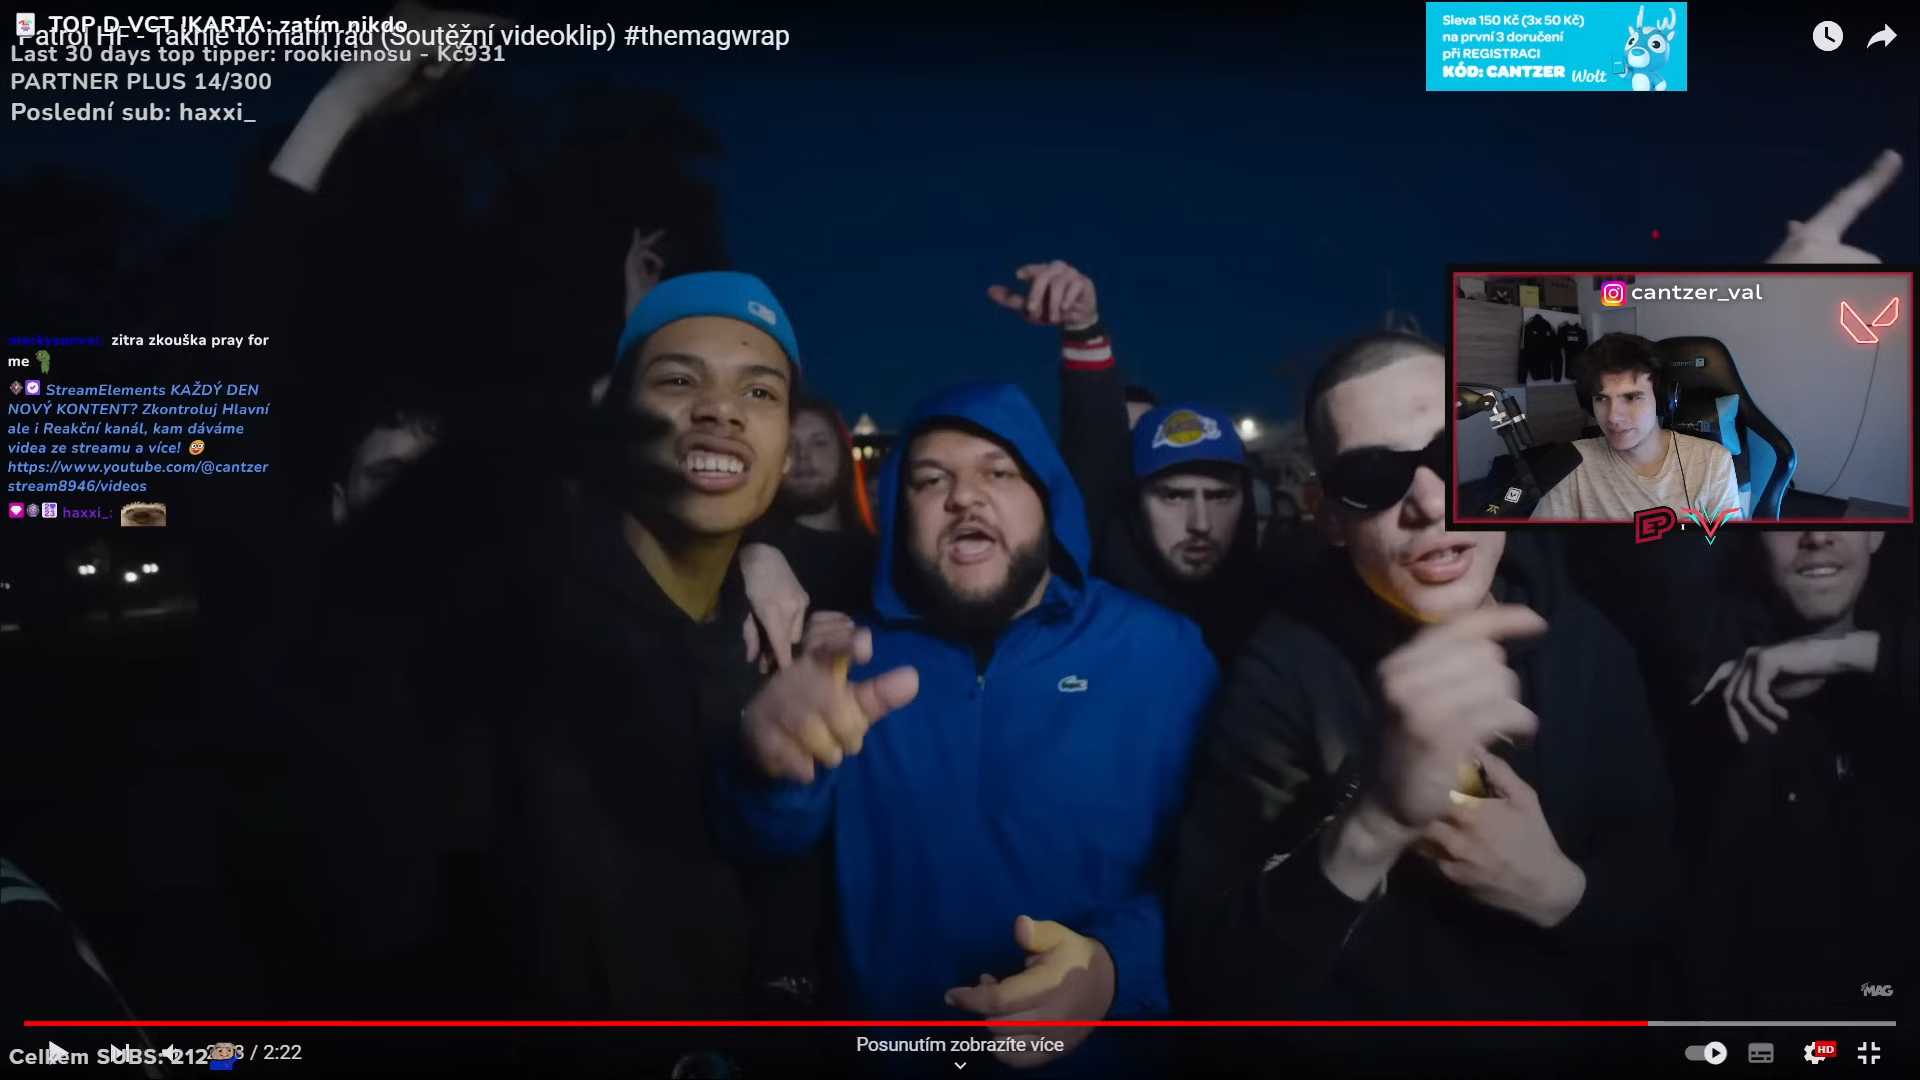 TOP D VCT !KARTA: zatím nikdo
Patrol HF - Takhle to mám rád (Soutěžní videoklip) #themagwrap
Last 30 days top tipper: rookieinosu - Kč931
PARTNER PLUS 14/300
Poslední sub: haxxi_
Sleva 150 Kč (3x 50 Kč)
na první 3 doručení
při REGISTRACI
KÓD: CANTZER Wolt
cantzer_val
zitra zkouška pray for
me
StreamElements KAŽDÝ DEN
NOVÝ KONTENT? Zkontroluj Hlavní
ale i Reakční kanál, kam dáváme
videa ze streamu a více!
https://www.youtube.com/@cantzer
stream8946/videos
haxxi_:
EP
MAG
Celkem SUBS: 212
/ 2:22
Posunutím zobrazíte více
HD